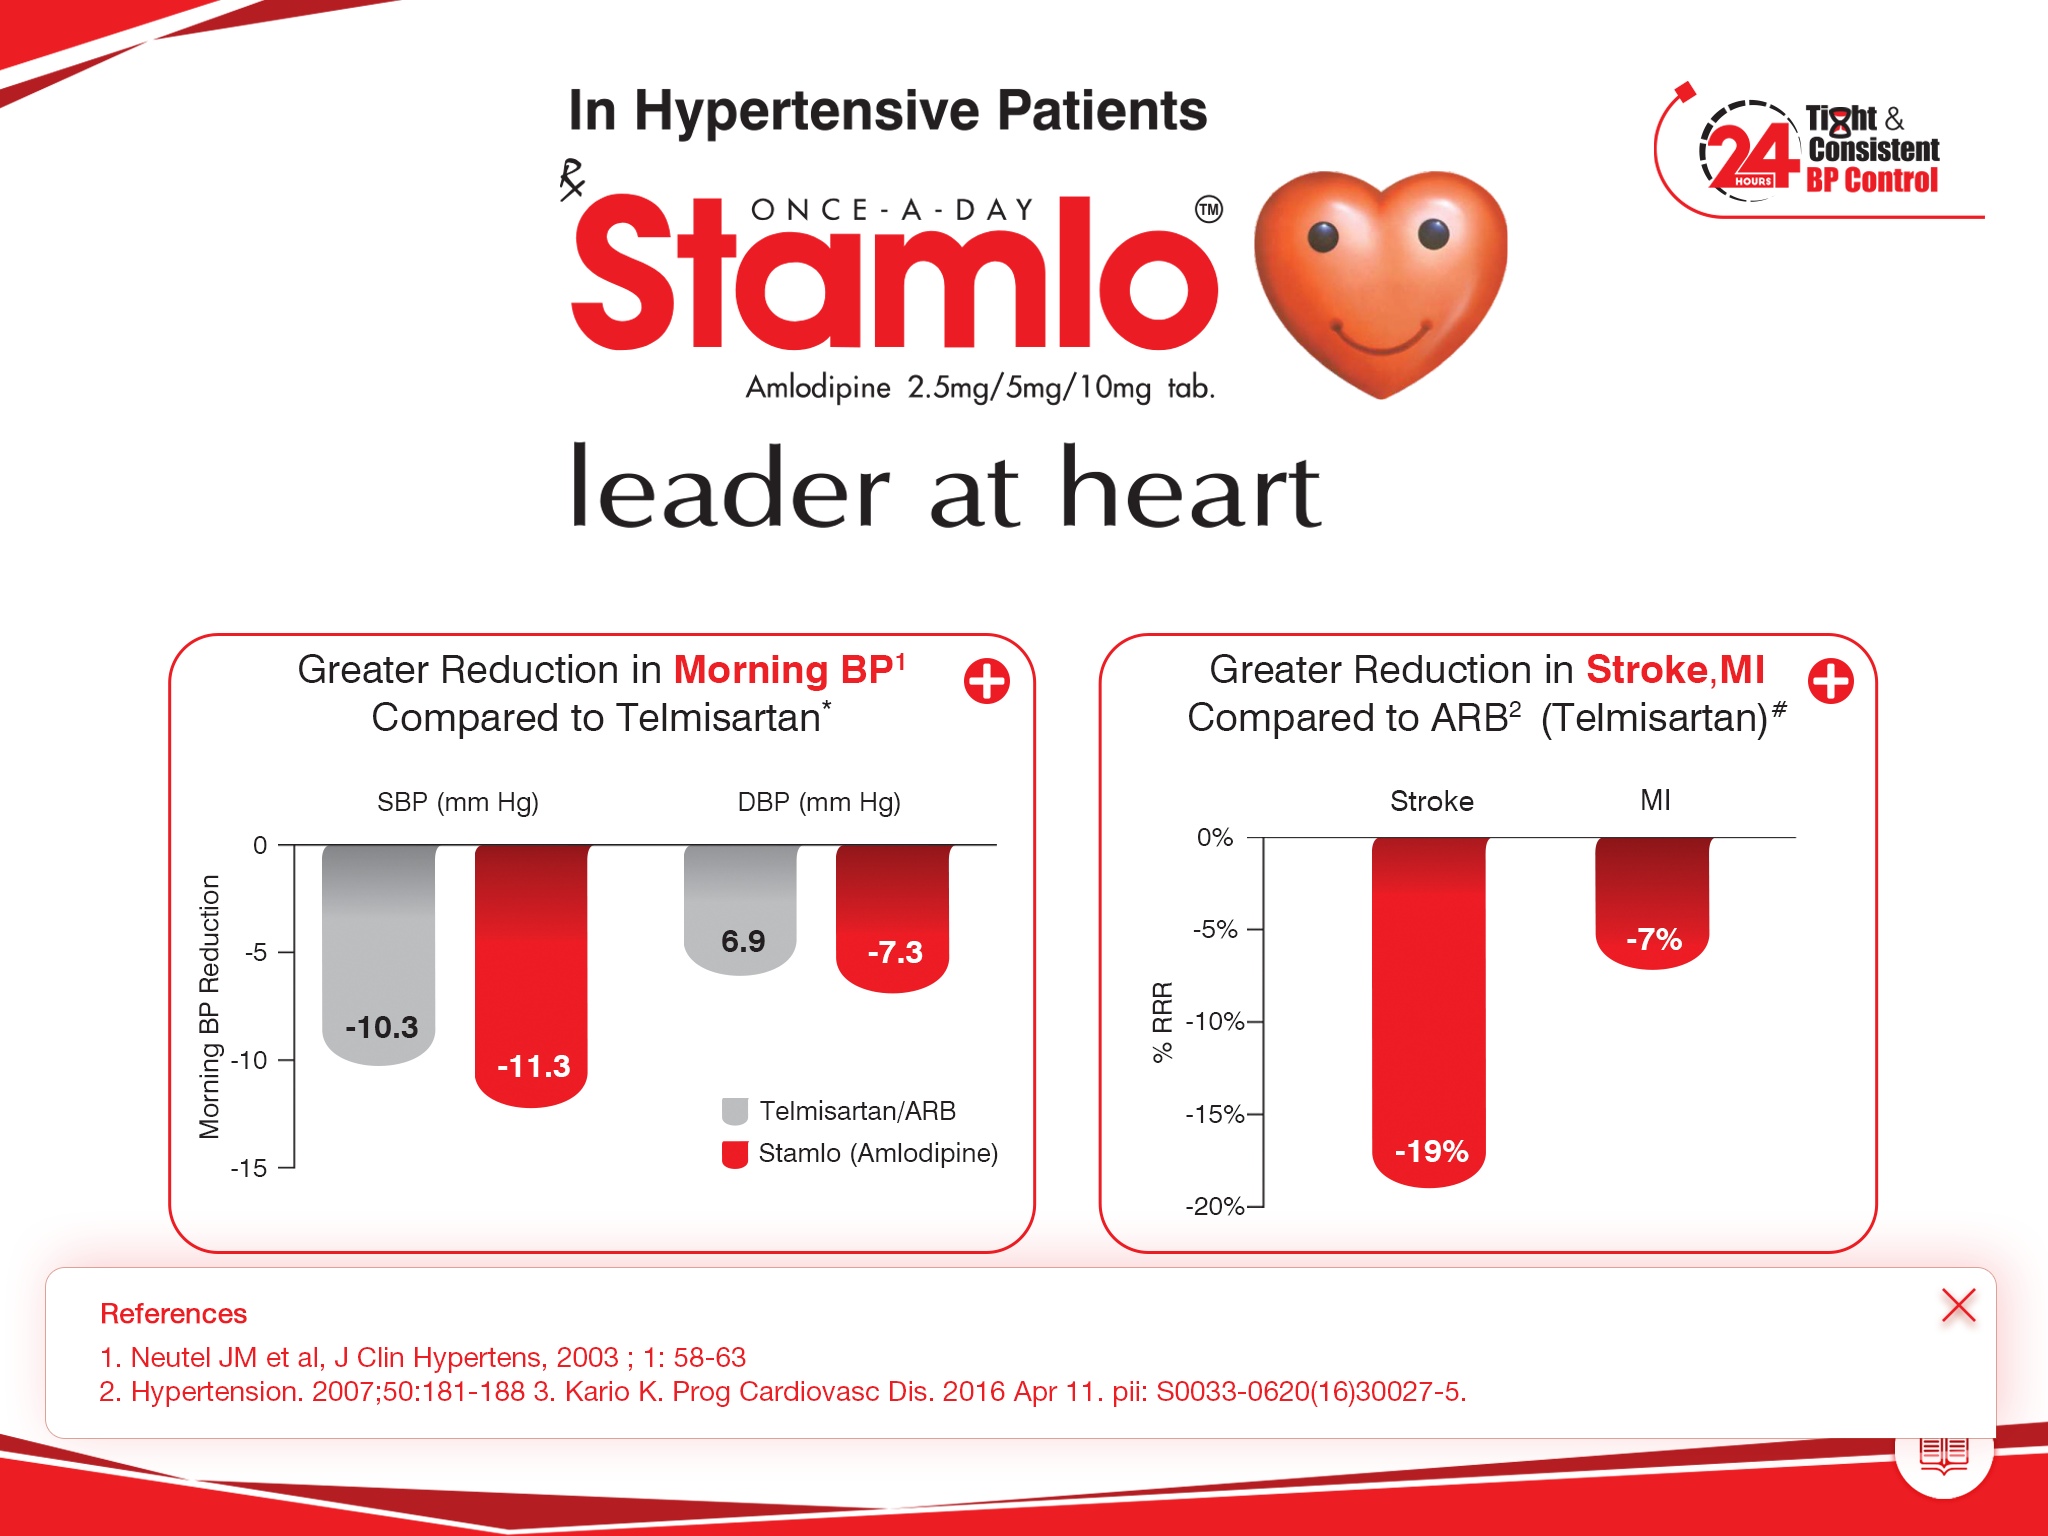 In Hypertensive Patients
24 HOURS
Tight &
Consistent
BP Control
Rx
ONCE-A-DAY
Stamlo TM
Amlodipine 2.5mg/5mg/10mg tab.
leader at heart
Greater Reduction in Morning BP1
Compared to Telmisartan*
SBP (mm Hg) DBP (mm Hg)
Morning BP Reduction
0
-5
-10
-15
-10.3
-11.3
6.9
-7.3
Telmisartan/ARB
Stamlo (Amlodipine)
Greater Reduction in Stroke,MI
Compared to ARB2 (Telmisartan)#
Stroke MI
% RRR
0%
-5%
-10%
-15%
-20%
-19%
-7%
References
1. Neutel JM et al, J Clin Hypertens, 2003 ; 1: 58-63
2. Hypertension. 2007;50:181-188 3. Kario K. Prog Cardiovasc Dis. 2016 Apr 11. pii: S0033-0620(16)30027-5.